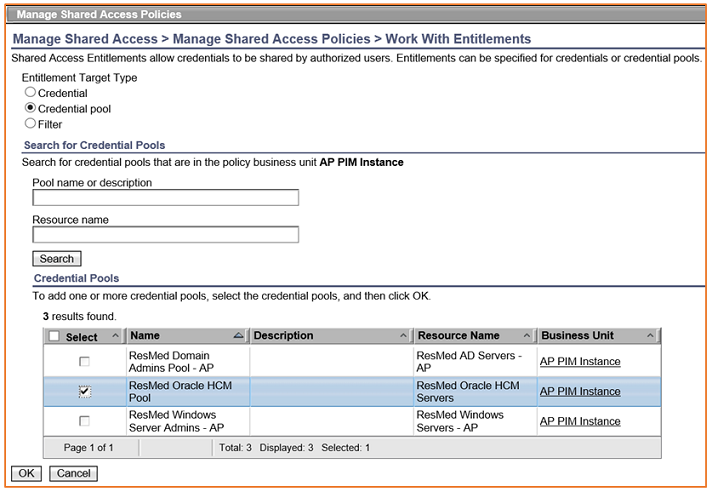 Manage Shared Access Policies
Manage Shared Access > Manage Shared Access Policies > Work With Entitlements
Shared Access Entitlements allow credentials to be shared by authorized users. Entitlements can be specified for credentials or credential pools.
Entitlement Target Type
Credential
Credential pool
Filter
Search for Credential Pools
Search for credential pools that are in the policy business unit AP PIM Instance
Pool name or description
Resource name
Search
Credential Pools
To add one or more credential pools, select the credential pools, and then click OK.
3 results found.
Select Name Description Resource Name Business Unit
ResMed Domain Admins Pool - AP ResMed AD Servers - AP AP PIM Instance
ResMed Oracle HCM Pool ResMed Oracle HCM Servers AP PIM Instance
ResMed Windows Server Admins - AP ResMed Windows Servers - AP AP PIM Instance
Page 1 of 1 Total: 3 Displayed: 3 Selected: 1
OK Cancel